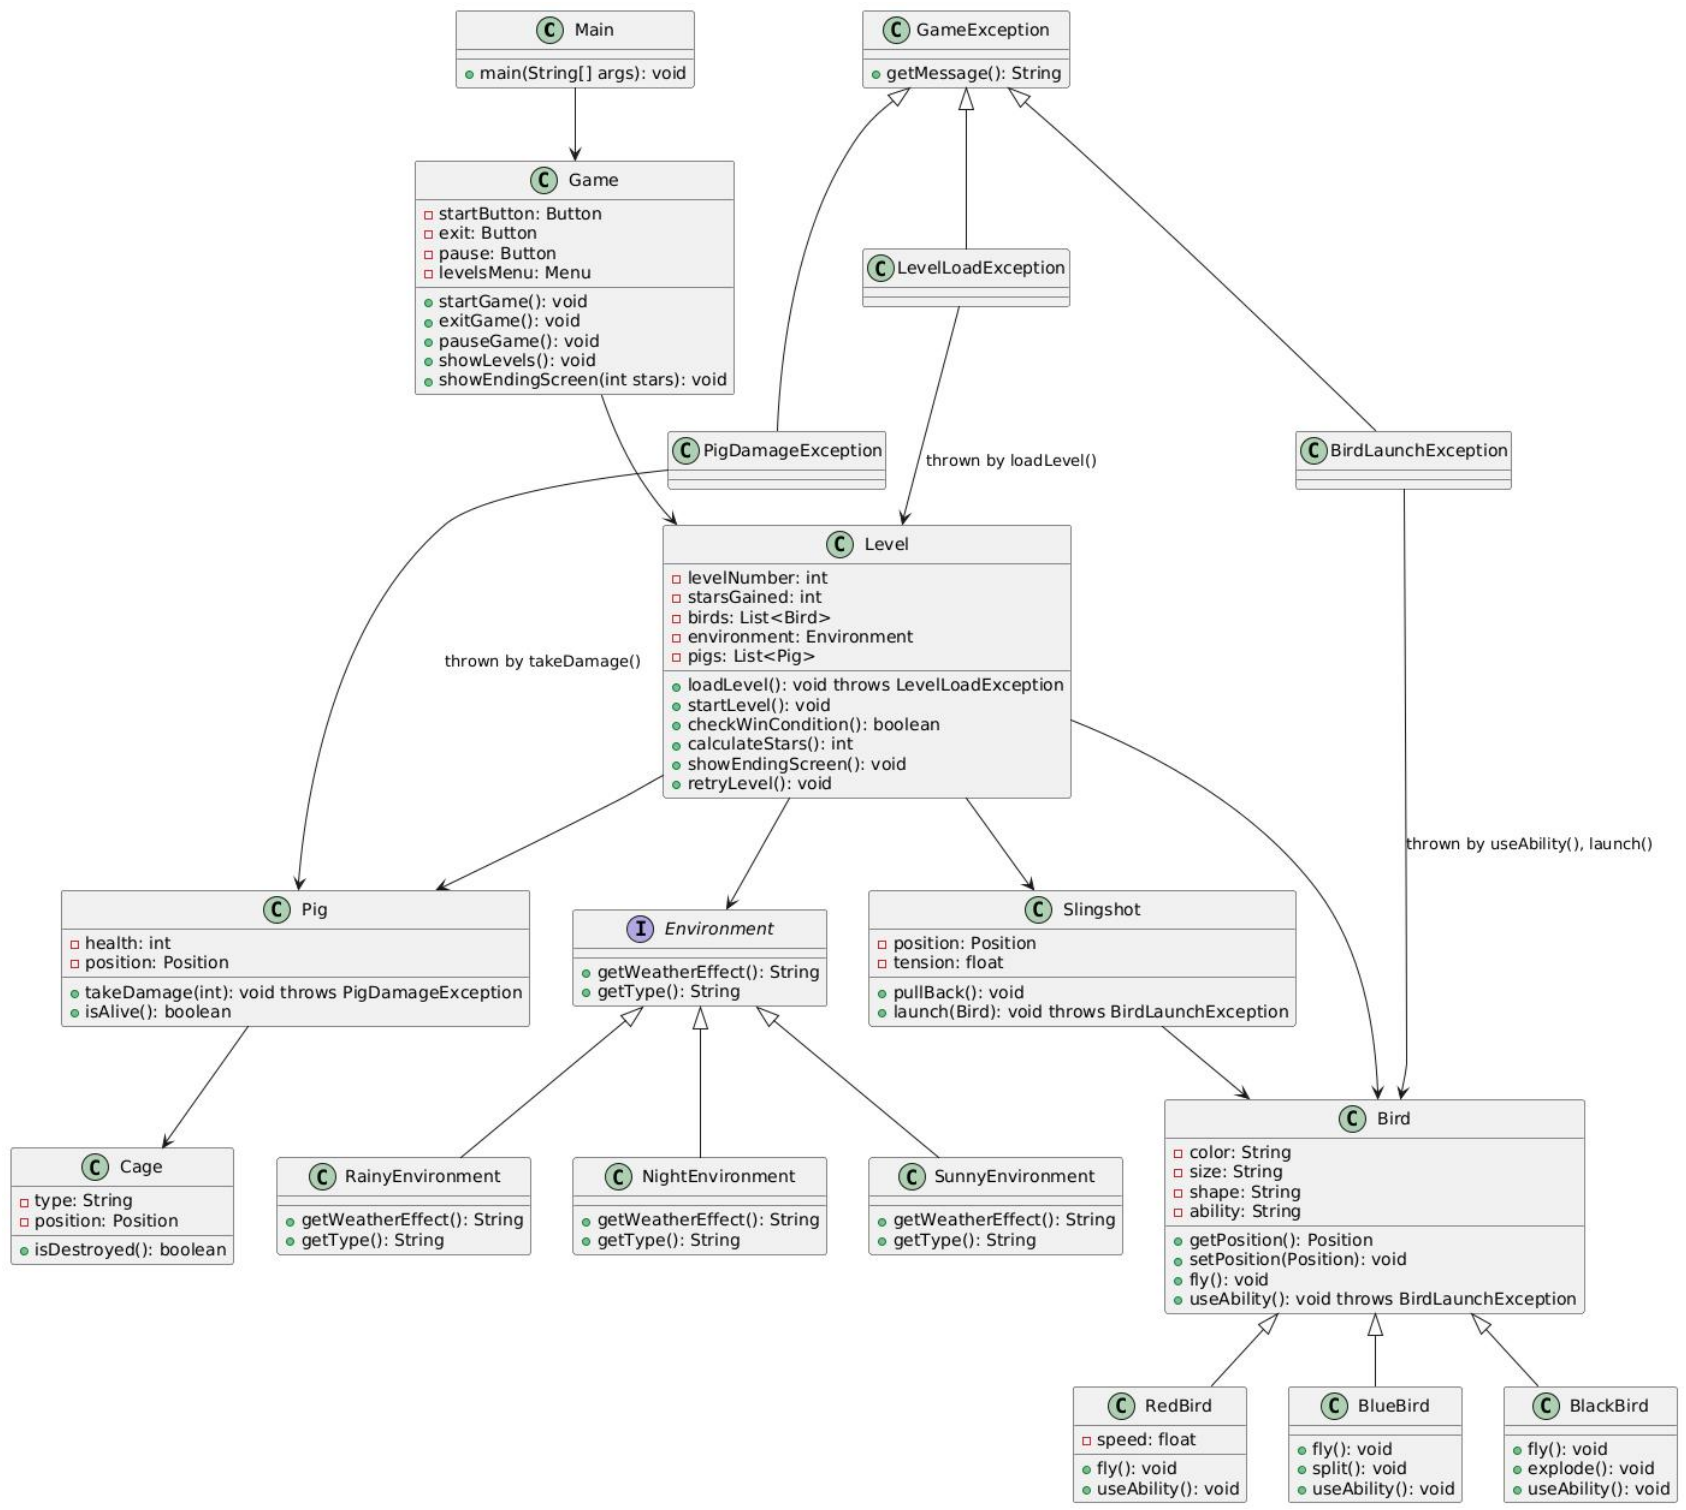 C Main
+ main(String[] args): void
C GameException
+ getMessage(): String
C Game
startButton: Button
exit: Button
pause: Button
levelsMenu: Menu
startGame(): void
exitGame(): void
pauseGame(): void
showLevels(): void
showEndingScreen(int stars): void
C LevelLoadException
C PigDamageException
C BirdLaunchException
thrown by loadLevel()
C Level
levelNumber: int
starsGained: int
birds: List<Bird>
environment: Environment
pigs: List<Pig>
loadLevel(): void throws LevelLoadException
startLevel(): void
checkWinCondition(): boolean
calculateStars(): int
showEndingScreen(): void
retryLevel(): void
thrown by takeDamage()
thrown by useAbility(), launch()
C Pig
health: int
position: Position
takeDamage(int): void throws PigDamageException
isAlive(): boolean
I Environment
getWeatherEffect(): String
getType(): String
C Slingshot
position: Position
tension: float
pullBack(): void
launch(Bird): void throws BirdLaunchException
C Cage
type: String
position: Position
isDestroyed(): boolean
C RainyEnvironment
getWeatherEffect(): String
getType(): String
C NightEnvironment
getWeatherEffect(): String
getType(): String
C SunnyEnvironment
getWeatherEffect(): String
getType(): String
C Bird
color: String
size: String
shape: String
ability: String
getPosition(): Position
setPosition(Position): void
fly(): void
useAbility(): void throws BirdLaunchException
C RedBird
speed: float
fly(): void
useAbility(): void
C BlueBird
fly(): void
split(): void
useAbility(): void
C BlackBird
fly(): void
explode(): void
useAbility(): void